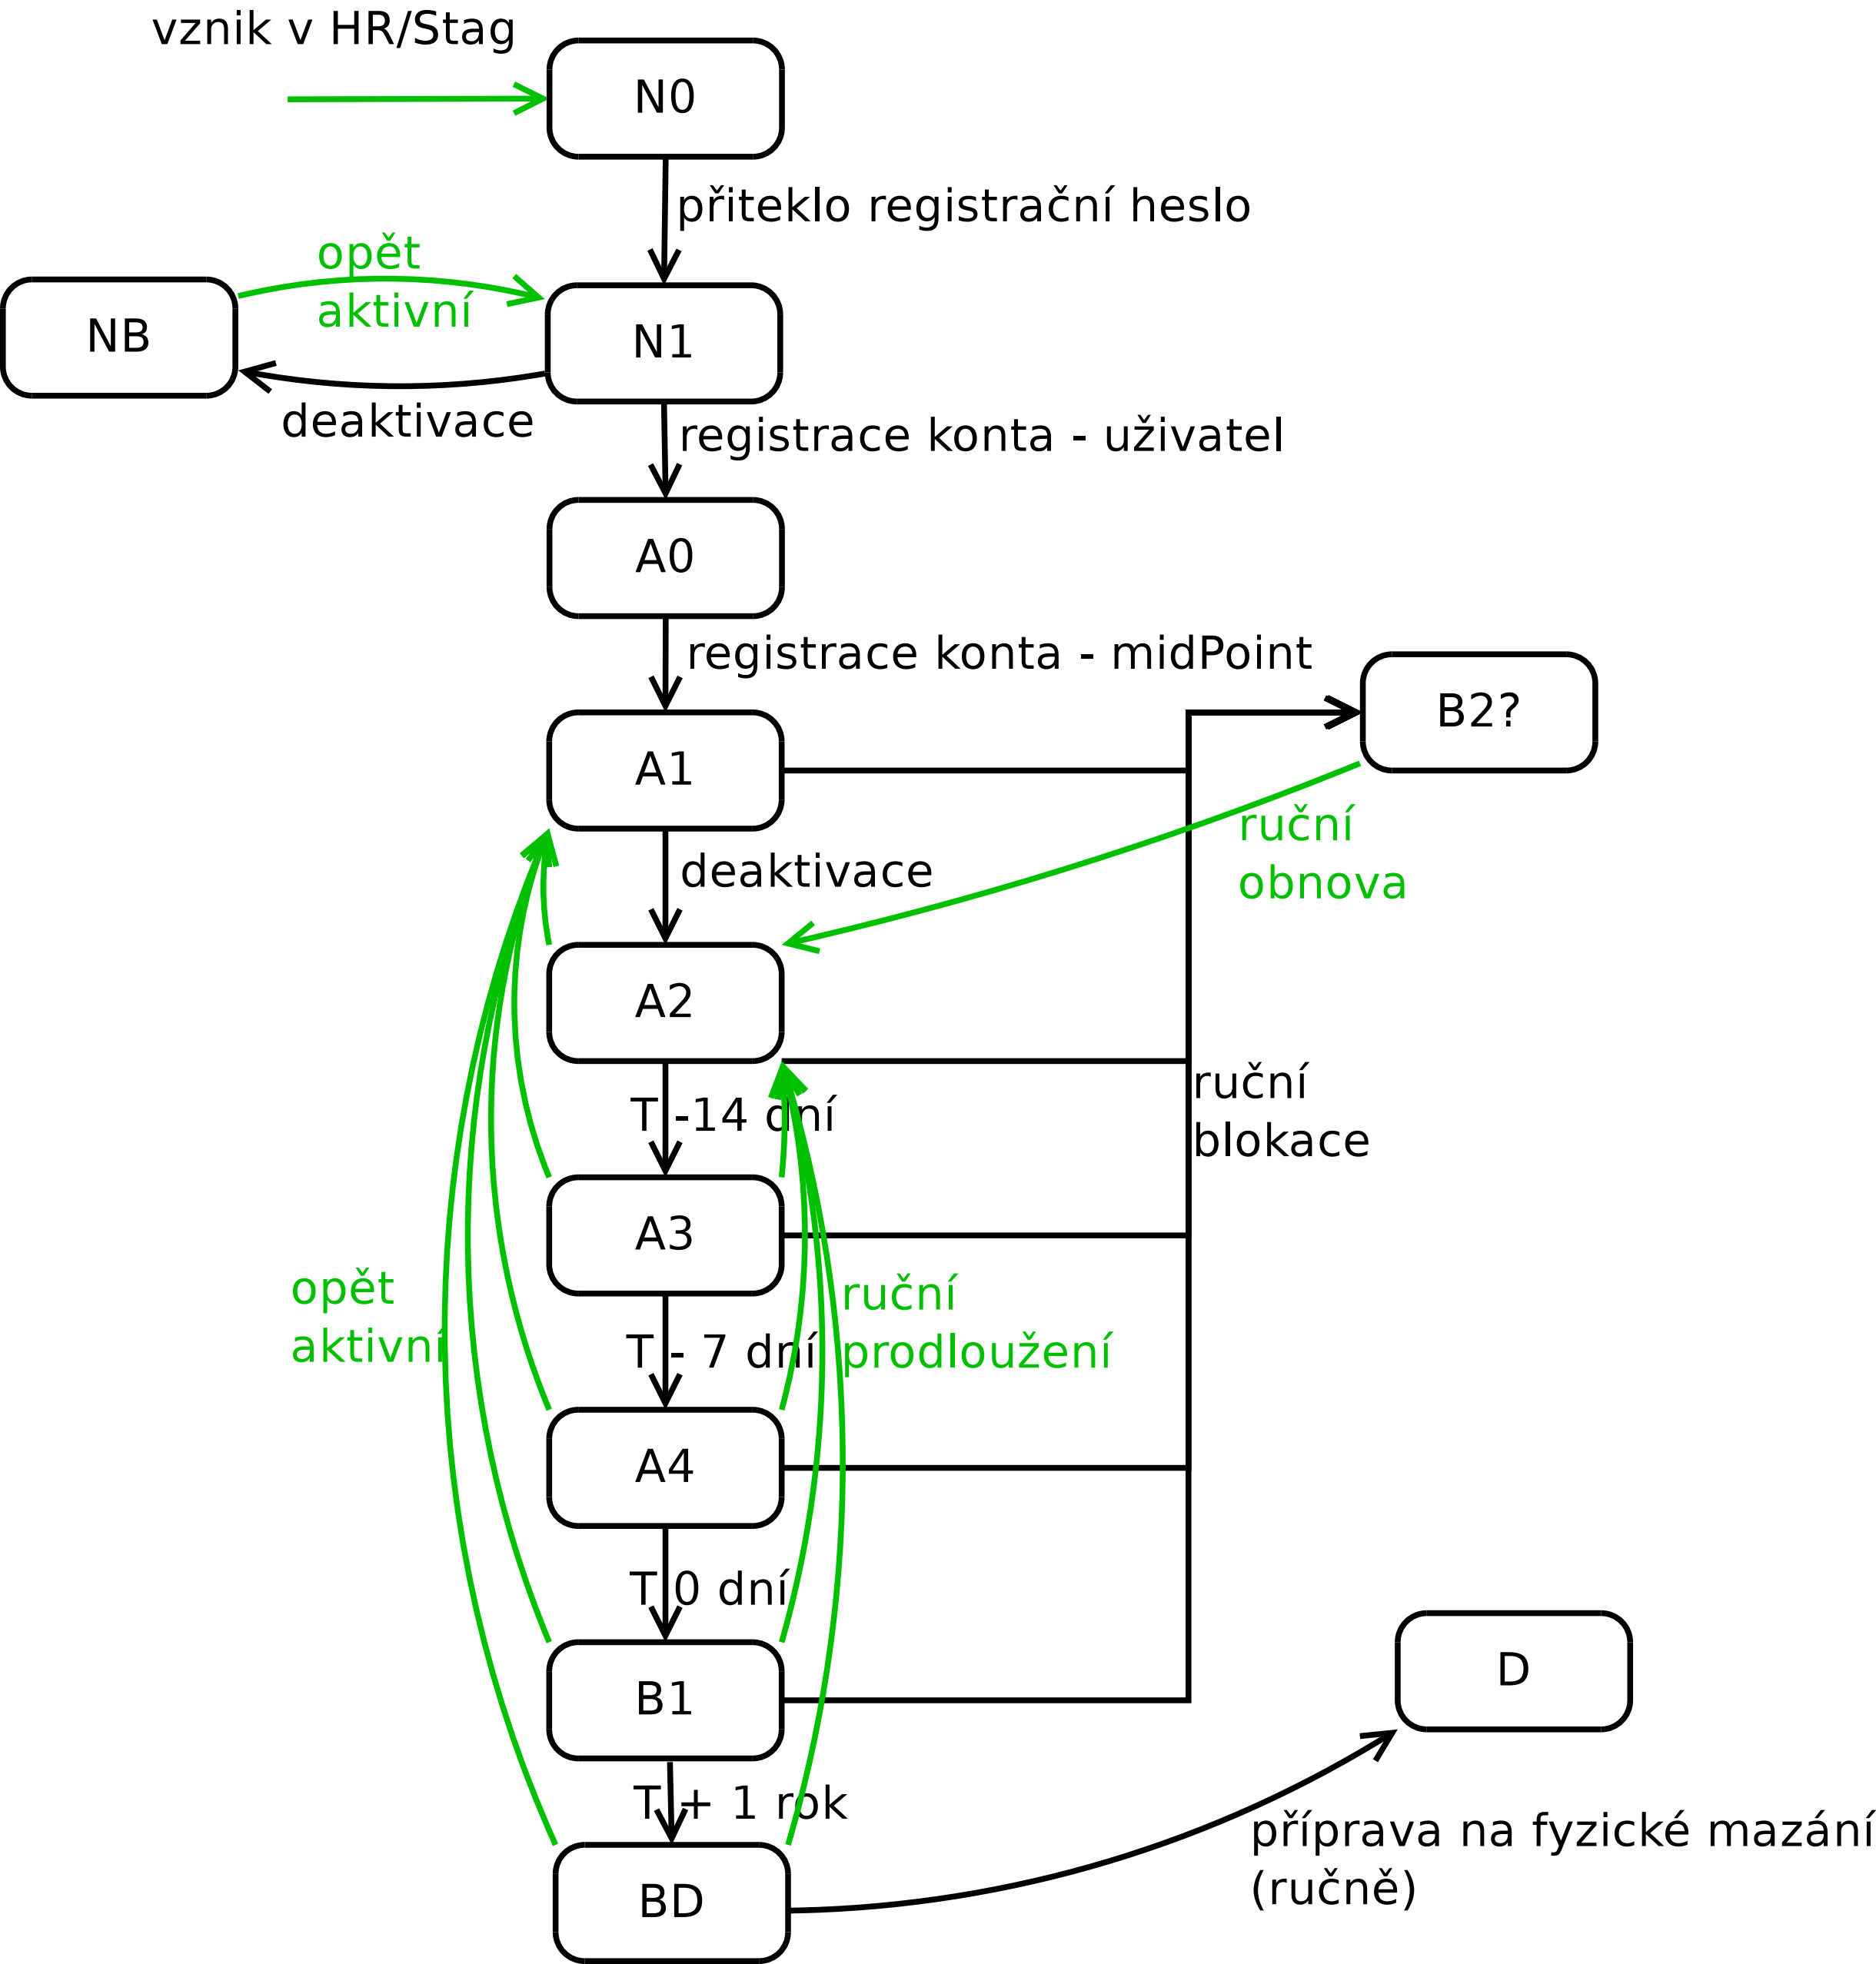 vznik v HR/Stag
N0
přiteklo registrační heslo
opět
aktivní
NB
N1
deaktivace
registrace konta - uživatel
A0
registrace konta - midPoint
B2?
A1
ruční
obnova
deaktivace
A2
ruční
blokace
T -14 dní
A3
opět
aktivní
ruční
prodloužení
T - 7 dní
A4
T 0 dní
D
B1
T + 1 rok
příprava na fyzické mazání
(ručně)
BD